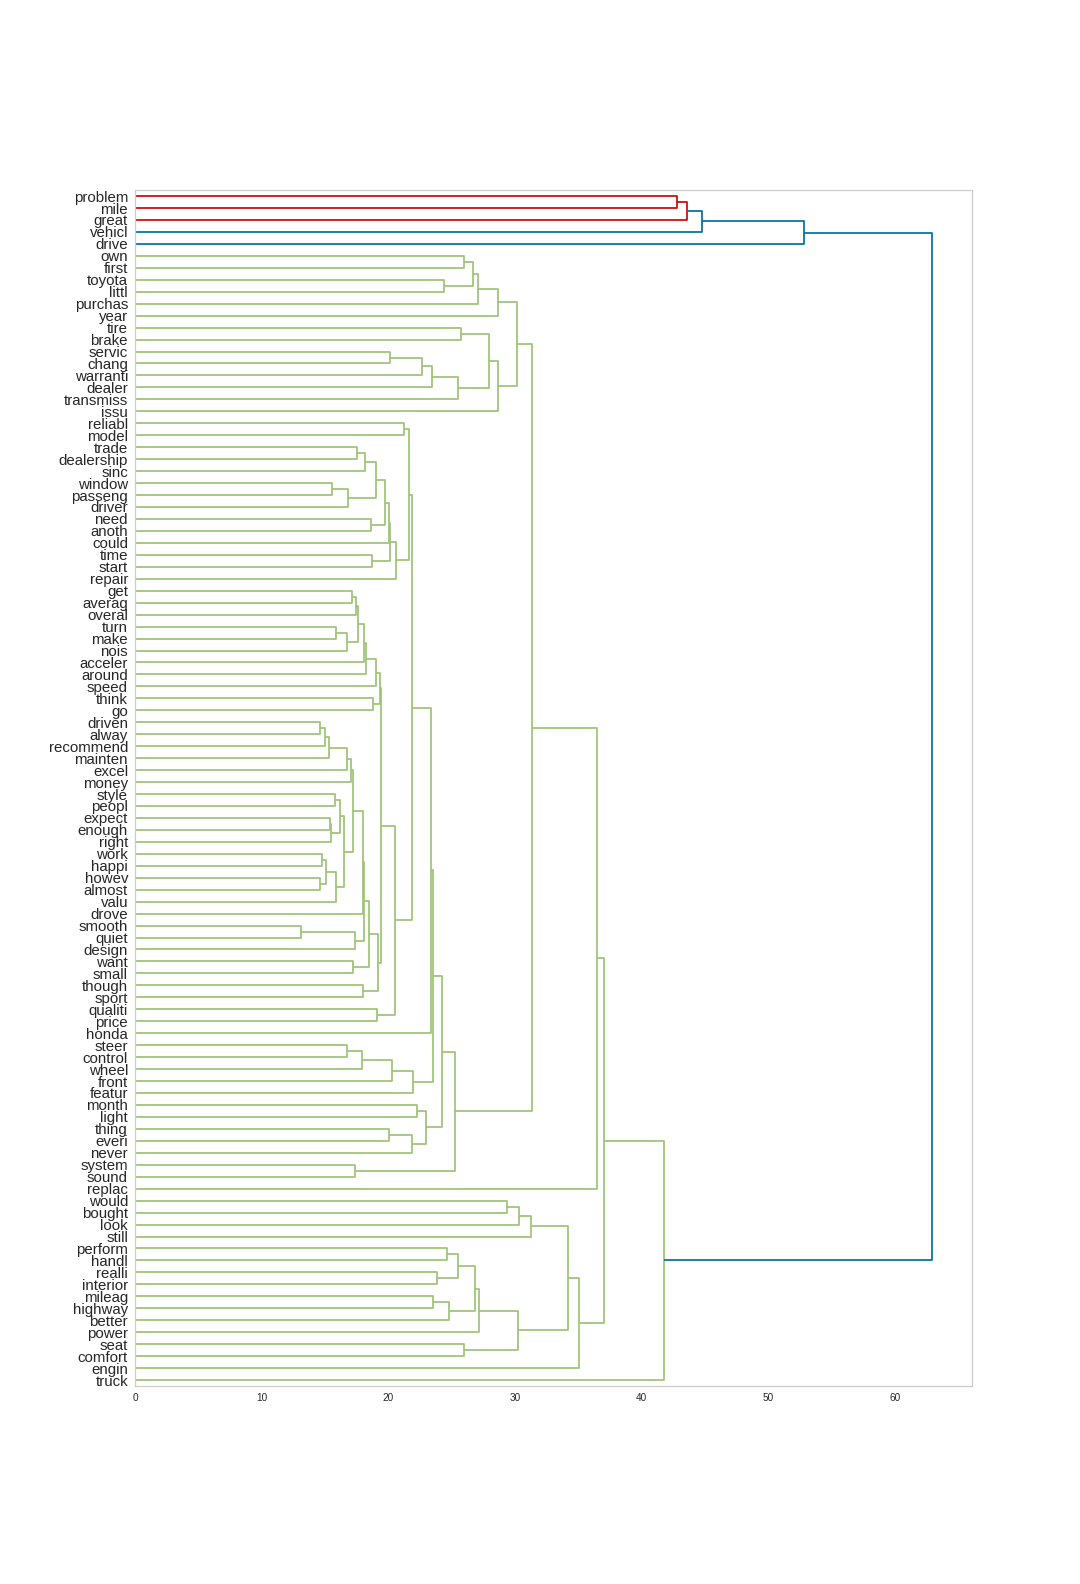 problem
mile
great
vehicl
drive
own
first
toyota
littl
purchas
year
tire
brake
servic
chang
warranti
dealer
transmiss
issu
reliabl
model
trade
dealership
sinc
window
passeng
driver
need
anoth
could
time
start
repair
get
averag
overal
turn
make
nois
acceler
around
speed
think
go
driven
alway
recommend
mainten
excel
money
style
peopl
expect
enough
right
work
happi
howev
almost
valu
drove
smooth
quiet
design
want
small
though
sport
qualiti
price
honda
steer
control
wheel
front
featur
month
light
thing
everi
never
system
sound
replac
would
bought
look
still
perform
handl
realli
interior
mileag
highway
better
power
seat
comfort
engin
truck
0 10 20 30 40 50 60